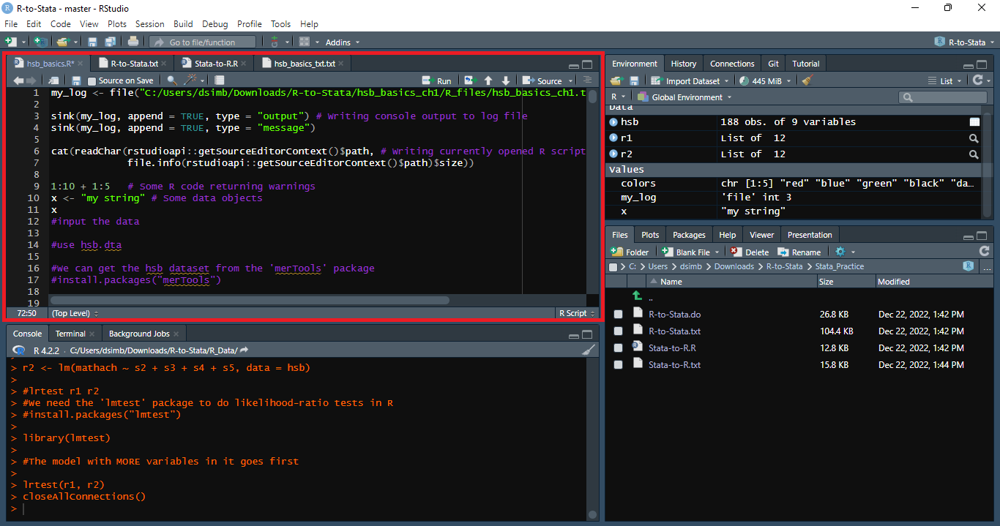 R-to-Stata - master - RStudio
File Edit Code View Plots Session Build Debug Profile Tools Help
Go to file/function Addins R-to-Stata
hsb_basics.R* R-to-Stata.txt Stata-to-R.R hsb_basics_txt.txt
Source on Save Run Source
1 my_log <- file("C:/Users/dsimb/Downloads/R-to-Stata/hsb_basics_ch1/R_files/hsb_basics_ch1.t
2
3 sink(my_log, append = TRUE, type = "output") # Writing console output to log file
4 sink(my_log, append = TRUE, type = "message")
5
6 cat(readChar(rstudioapi::getSourceEditorContext()$path, # Writing currently opened R script
7 file.info(rstudioapi::getSourceEditorContext()$path)$size))
8
9 1:10 + 1:5 # Some R code returning warnings
10 x <- "my string" # Some data objects
11 x
12 #input the data
13
14 #use hsb.dta
15
16 #We can get the hsb dataset from the 'merTools' package
17 #install.packages("merTools")
18
19
72:50 (Top Level) R Script
Console Terminal Background Jobs
R 4.2.2 . C:/Users/dsimb/Downloads/R-to-Stata/R_Data/
> r2 <- lm(mathach ~ s2 + s3 + s4 + s5, data = hsb)
>
> #lrtest r1 r2
> #We need the 'lmtest' package to do likelihood-ratio tests in R
> #install.packages("lmtest")
>
> library(lmtest)
>
> #The model with MORE variables in it goes first
>
> lrtest(r1, r2)
> closeAllConnections()
>
Environment History Connections Git Tutorial
Import Dataset 445 MiB List
R Global Environment
Data
hsb 188 obs. of 9 variables
r1 List of 12
r2 List of 12
Values
colors chr [1:5] "red" "blue" "green" "black" "da…
my_log 'file' int 3
x "my string"
Files Plots Packages Help Viewer Presentation
Folder Blank File Delete Rename
C: > Users > dsimb > Downloads > R-to-Stata > Stata_Practice ...
Name Size Modified
..
R-to-Stata.do 26.8 KB Dec 22, 2022, 1:42 PM
R-to-Stata.txt 104.4 KB Dec 22, 2022, 1:42 PM
Stata-to-R.R 12.8 KB Dec 22, 2022, 1:42 PM
Stata-to-R.txt 15.8 KB Dec 22, 2022, 1:44 PM